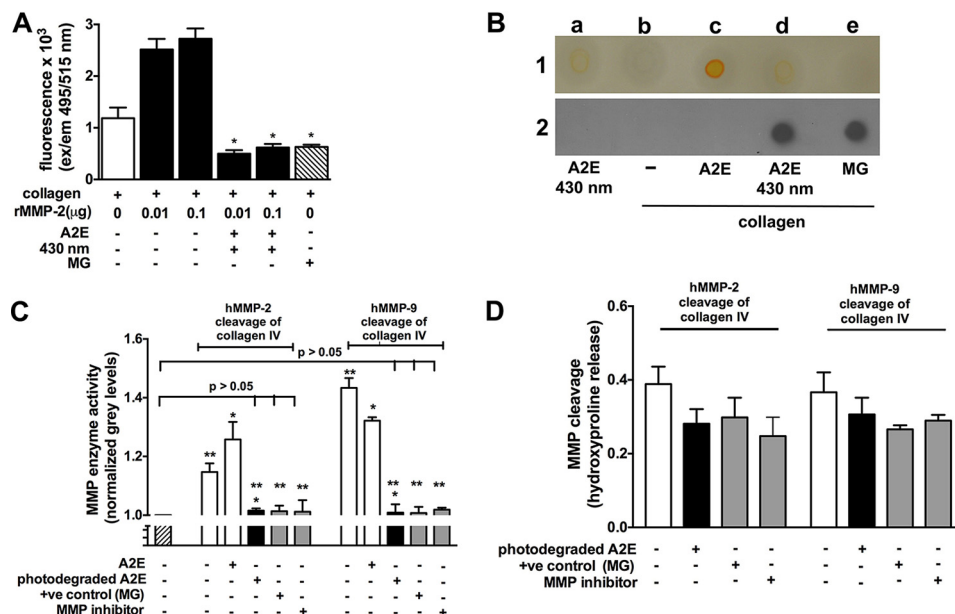 A
fluorescence x 10³
(ex/em 495/515 nm)
3
2
1
0
* * *
collagen + + + + + +
rMMP-2(μg) 0 0.01 0.1 0.01 0.1 0
A2E - - - + + -
430 nm - - - + + -
MG - - - - - +
B
a b c d e
1
2
A2E
430 nm
–
A2E
A2E
430 nm
MG
collagen
C
MMP enzyme activity
(normalized grey levels)
hMMP-2
cleavage of
collagen IV
hMMP-9
cleavage of
collagen IV
1.6
1.4
1.2
1.0
p > 0.05
p > 0.05
** * ** * ** **
** * ** * ** **
A2E - - + - - - - + - - -
photodegraded A2E - - - + - - - - + - -
+ve control (MG) - - - - + - - - - + -
MMP inhibitor - - - - - + - - - - +
D
MMP cleavage
(hydroxyproline release)
hMMP-2
cleavage of
collagen IV
hMMP-9
cleavage of
collagen IV
0.6
0.4
0.2
0.0
photodegraded A2E - + - - - + - -
+ve control (MG) - - + - - - + -
MMP inhibitor - - - + - - - +